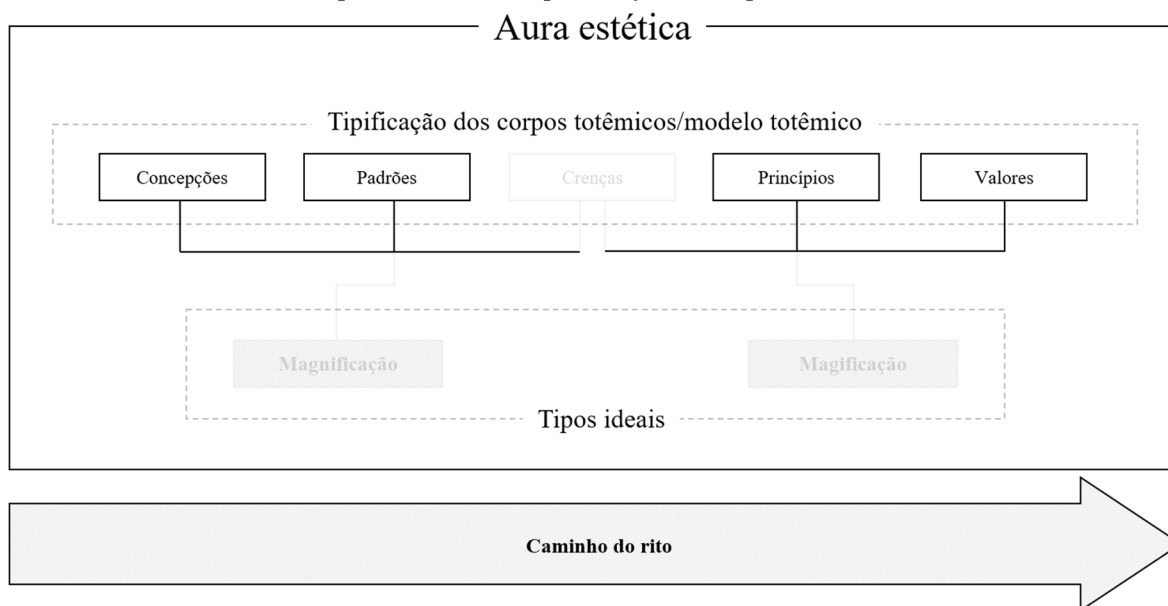 Aura estética
Tipificação dos corpos totêmicos/modelo totêmico
Concepções
Padrões
Crenças
Princípios
Valores
Magnificação
Magificação
Tipos ideais
Caminho do rito